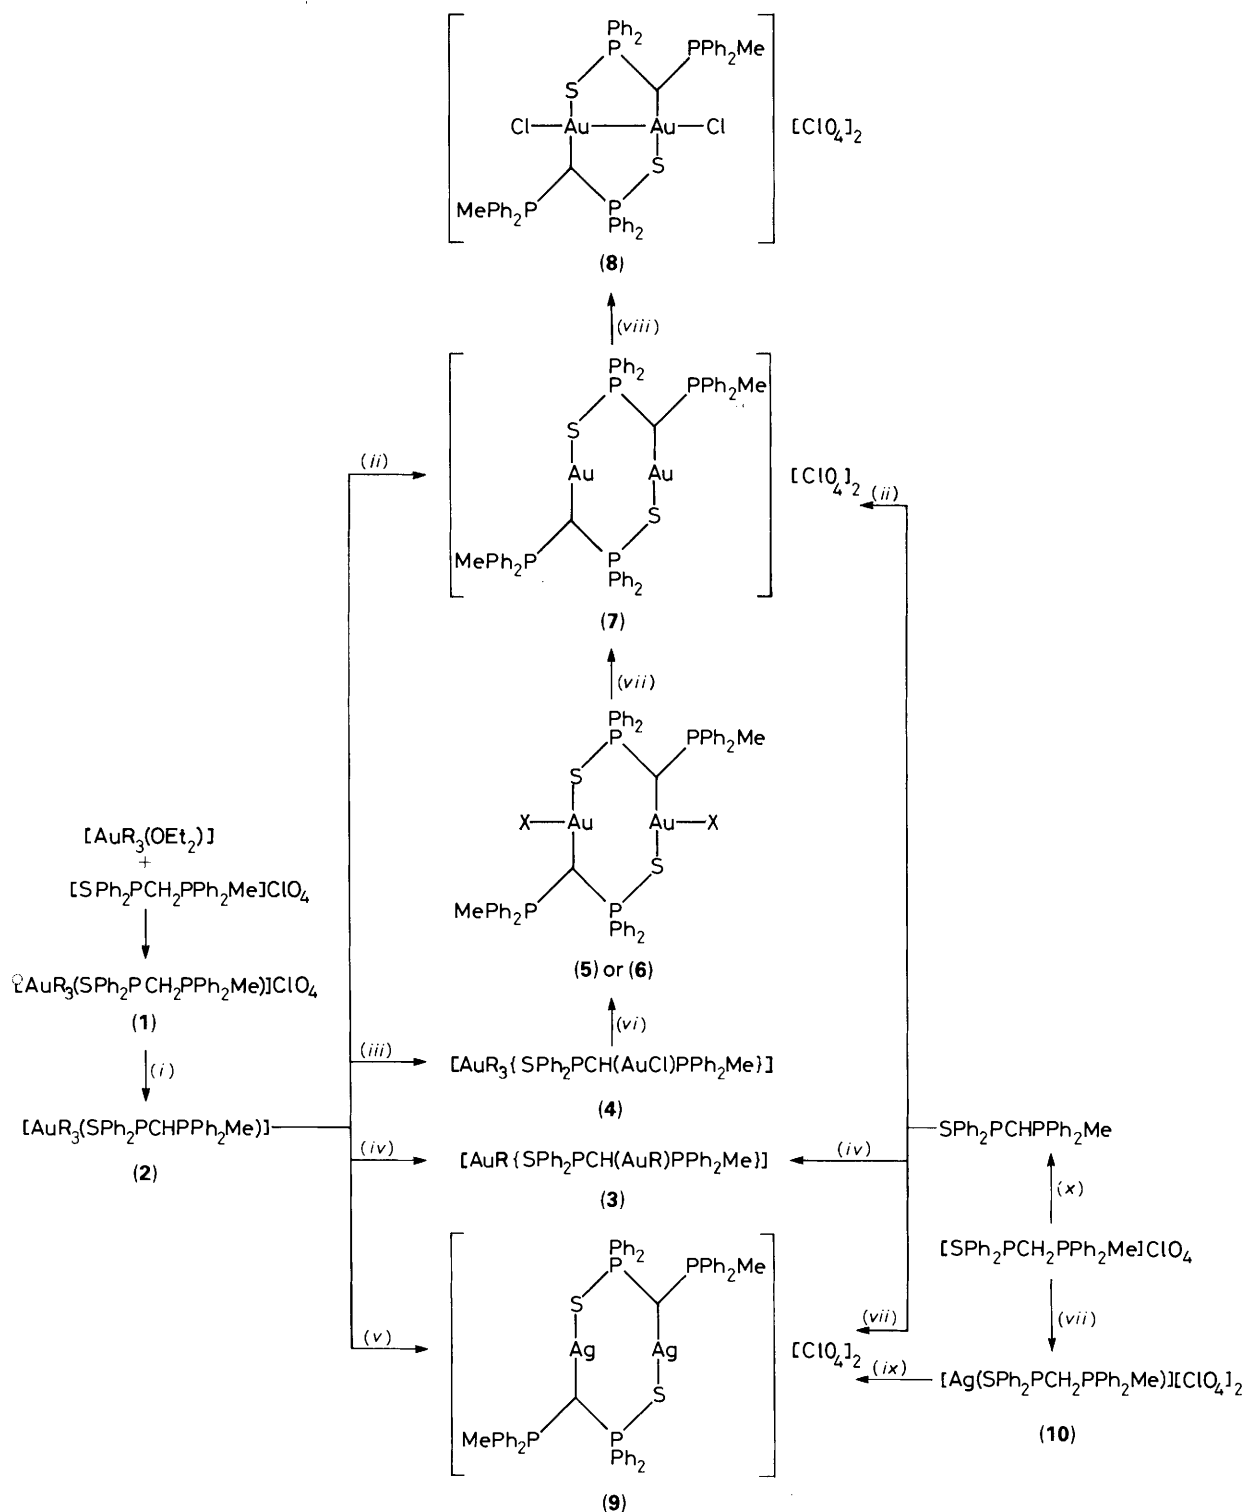 Ph2
P
PPh2Me
S
Cl—Au—Au—Cl
[ClO4]2
S
MePh2P
P
Ph2
(8)
(viii)
Ph2
P
PPh2Me
S
(ii)
Au
Au
[ClO4]2
(ii)
S
MePh2P
P
Ph2
(7)
(vii)
Ph2
P
PPh2Me
S
X—Au
Au—X
S
MePh2P
P
Ph2
(5) or (6)
[AuR3(OEt2)]
+
[SPh2PCH2PPh2Me]ClO4
[AuR3(SPh2PCH2PPh2Me)]ClO4
(1)
(i)
(vi)
(iii)
[AuR3{SPh2PCH(AuCl)PPh2Me}]
(4)
[AuR3(SPh2PCHPPh2Me)]
(2)
SPh2PCHPPh2Me
(iv)
[AuR{SPh2PCH(AuR)PPh2Me}]
(iv)
(3)
(x)
[SPh2PCH2PPh2Me]ClO4
(vii)
Ph2
P
PPh2Me
S
(v)
Ag
Ag
[ClO4]2
(vii)
S
(ix)
[Ag(SPh2PCH2PPh2Me)][ClO4]2
(10)
MePh2P
P
Ph2
(9)